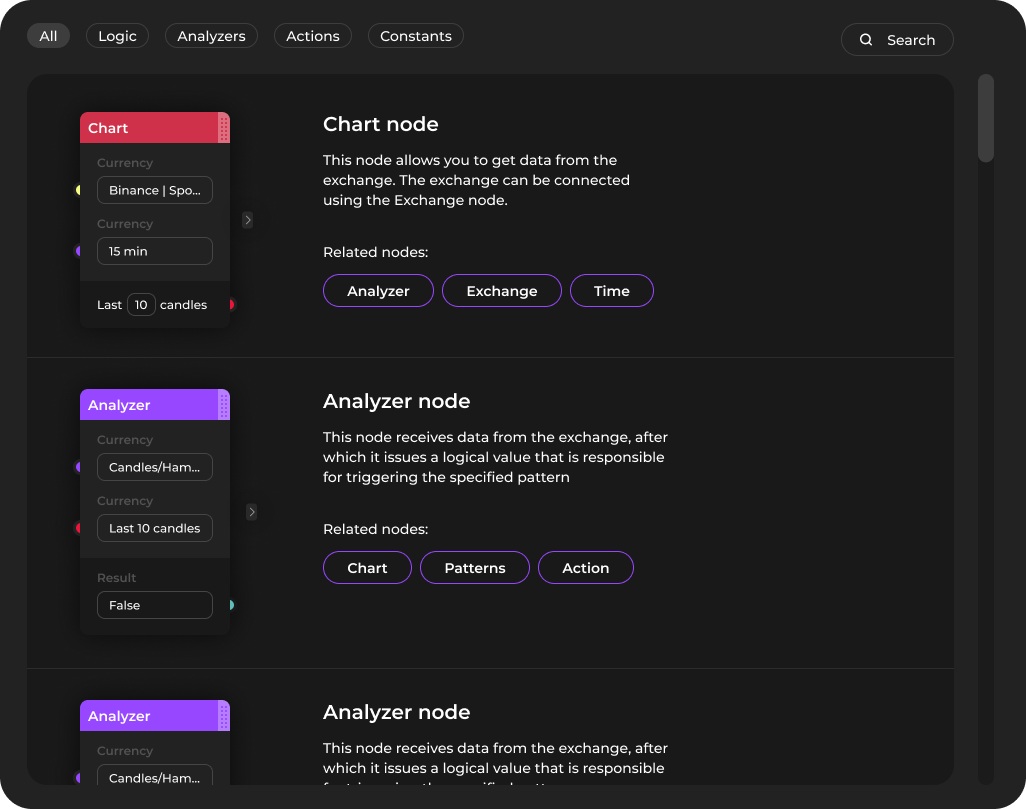 All
Logic
Analyzers
Actions
Constants
Search
Chart
Currency
Binance | Spo...
Currency
15 min
Last 10 candles
Chart node
This node allows you to get data from the
exchange. The exchange can be connected
using the Exchange node.
Related nodes:
Analyzer
Exchange
Time
Analyzer
Currency
Candles/Ham...
Currency
Last 10 candles
Result
False
Analyzer node
This node receives data from the exchange, after
which it issues a logical value that is responsible
for triggering the specified pattern
Related nodes:
Chart
Patterns
Action
Analyzer
Currency
Candles/Ham...
Analyzer node
This node receives data from the exchange, after
which it issues a logical value that is responsible